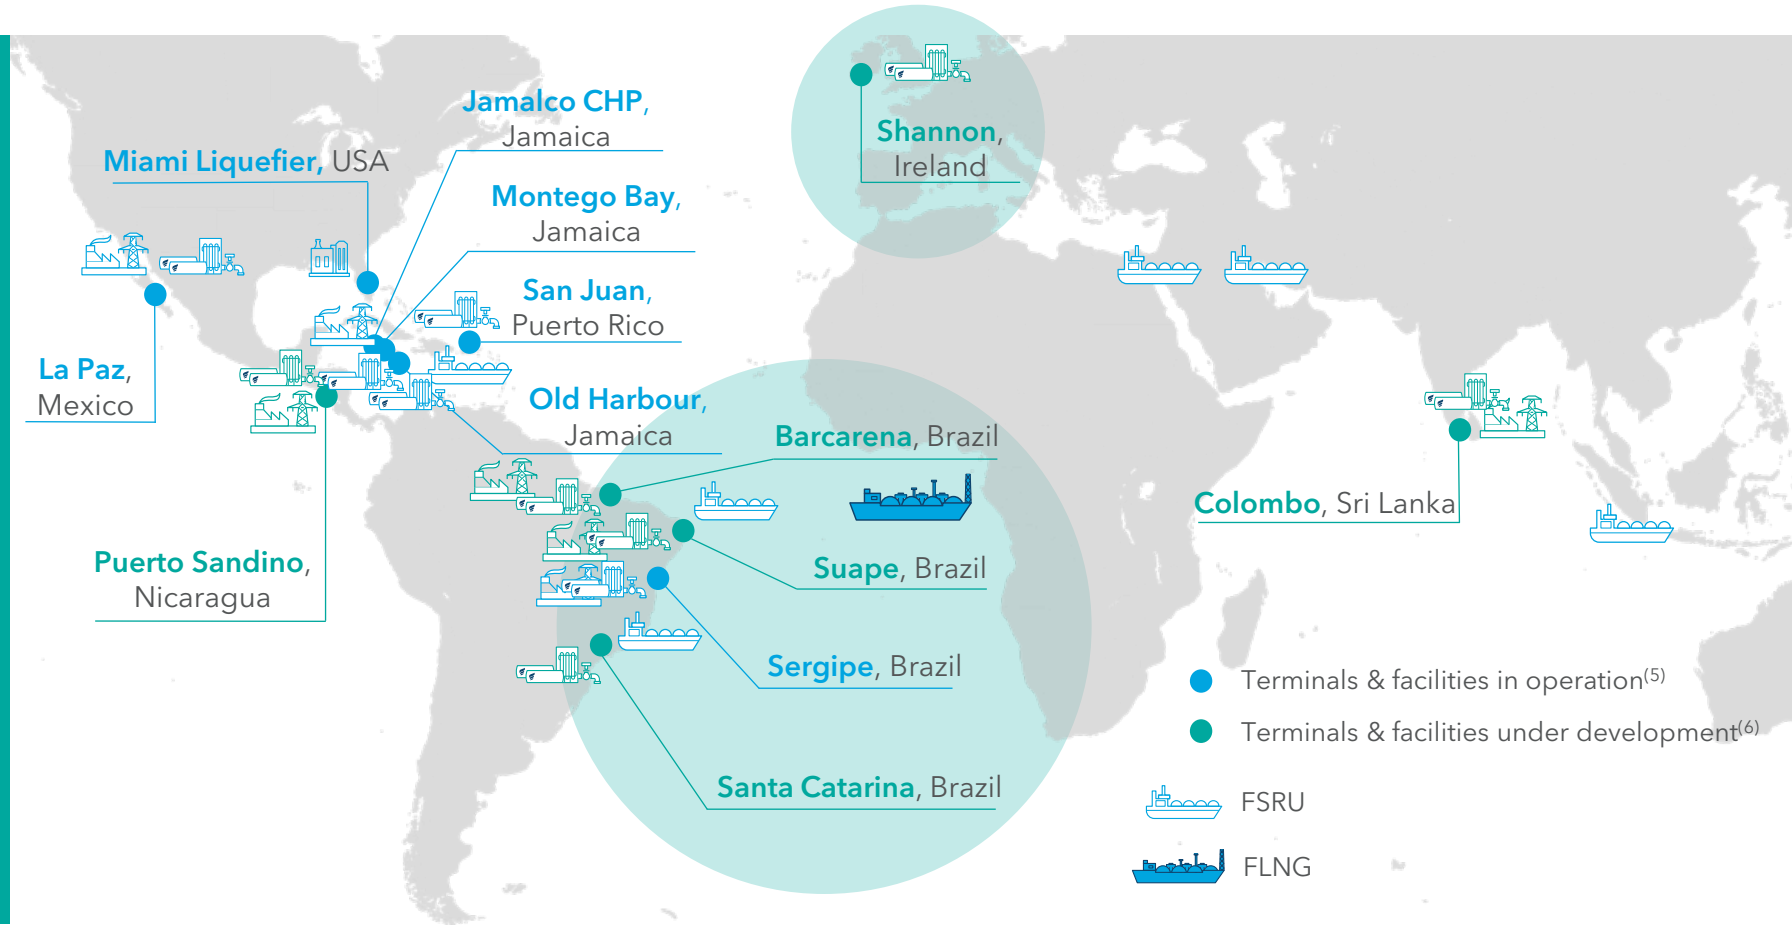 Jamalco CHP,
Jamaica
Miami Liquefier, USA
Montego Bay,
Jamaica
San Juan,
Puerto Rico
La Paz,
Mexico
Old Harbour,
Jamaica
Puerto Sandino,
Nicaragua
Shannon,
Ireland
Barcarena, Brazil
Suape, Brazil
Sergipe, Brazil
Santa Catarina, Brazil
Colombo, Sri Lanka
Terminals & facilities in operation(5)
Terminals & facilities under development(6)
FSRU
FLNG